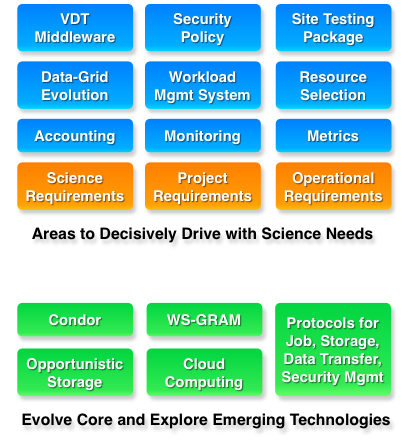 VDT
Middleware
Security
Policy
Site Testing
Package
Data-Grid
Evolution
Workload
Mgmt System
Resource
Selection
Accounting
Monitoring
Metrics
Science
Requirements
Project
Requirements
Operational
Requirements
Areas to Decisively Drive with Science Needs
Condor
WS-GRAM
Protocols for
Job, Storage,
Data Transfer,
Security Mgmt
Opportunistic
Storage
Cloud
Computing
Evolve Core and Explore Emerging Technologies